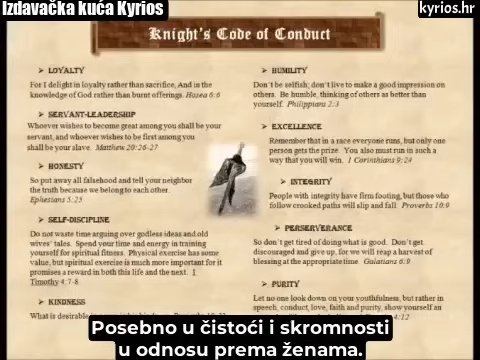 Izdavačka kuća Kyrios
kyrios.hr
Knight's Code of Conduct
➤ LOYALTY
For I delight in loyalty rather than sacrifice, And in the
knowledge of God rather than burnt offerings. Hosea 6:6
➤ SERVANT-LEADERSHIP
Whoever wishes to become great among you shall be your
servant, and whoever wishes to be first among you
shall be your slave. Matthew 20:26-27
➤ HONESTY
So put away all falsehood and tell your neighbor
the truth because we belong to each other.
Ephesians 5:25
➤ SELF-DISCIPLINE
Do not waste time arguing over godless ideas and old
wives' tales. Spend your time and energy in training
yourself for spiritual fitness. Physical exercise has some
value, but spiritual exercise is much more important for it
promises a reward in both this life and the next. 1
Timothy 4:7-8
➤ KINDNESS
What is desirable
➤ HUMILITY
Don't be selfish; don't live to make a good impression on
others. Be humble, thinking of others as better than
yourself. Philippians 2:3
➤ EXCELLENCE
Remember that in a race everyone runs, but only one
person gets the prize. You also must run in such a
way that you will win. 1 Corinthians 9:24
➤ INTEGRITY
People with integrity have firm footing, but those who
follow crooked paths will slip and fall. Proverbs 10:9
➤ PERSEVERANCE
So don't get tired of doing what is good. Don't get
discouraged and give up, for we will reap a harvest of
blessing at the appropriate time. Galatians 6:9
➤ PURITY
Let no one look down on your youthfulness, but rather in
speech, conduct, love, faith and purity, show yourself an
4:12
Posebno u čistoći i skromnosti
u odnosu prema ženama.